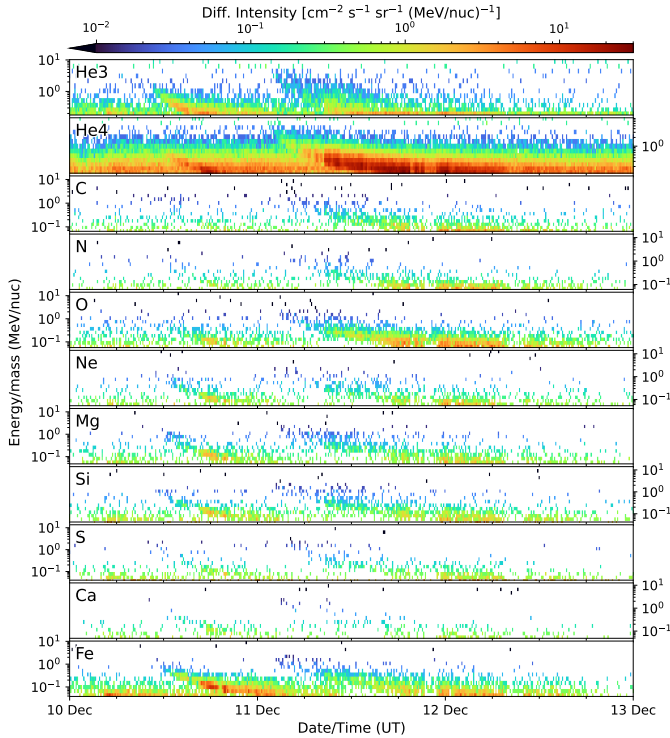 Diff. Intensity [cm⁻² s⁻¹ sr⁻¹ (MeV/nuc)⁻¹]
10⁻² 10⁻¹ 10⁰ 10¹
He3
10¹
10⁰
He4
10⁰
C
10¹
10⁰
10⁻¹
N
10¹
10⁰
10⁻¹
O
10¹
10⁰
10⁻¹
Ne
10¹
10⁰
10⁻¹
Mg
10¹
10⁰
10⁻¹
Si
10¹
10⁰
10⁻¹
S
10¹
10⁰
10⁻¹
Ca
10¹
10⁰
10⁻¹
Fe
10¹
10⁰
10⁻¹
Energy/mass (MeV/nuc)
10 Dec 11 Dec 12 Dec 13 Dec
Date/Time (UT)